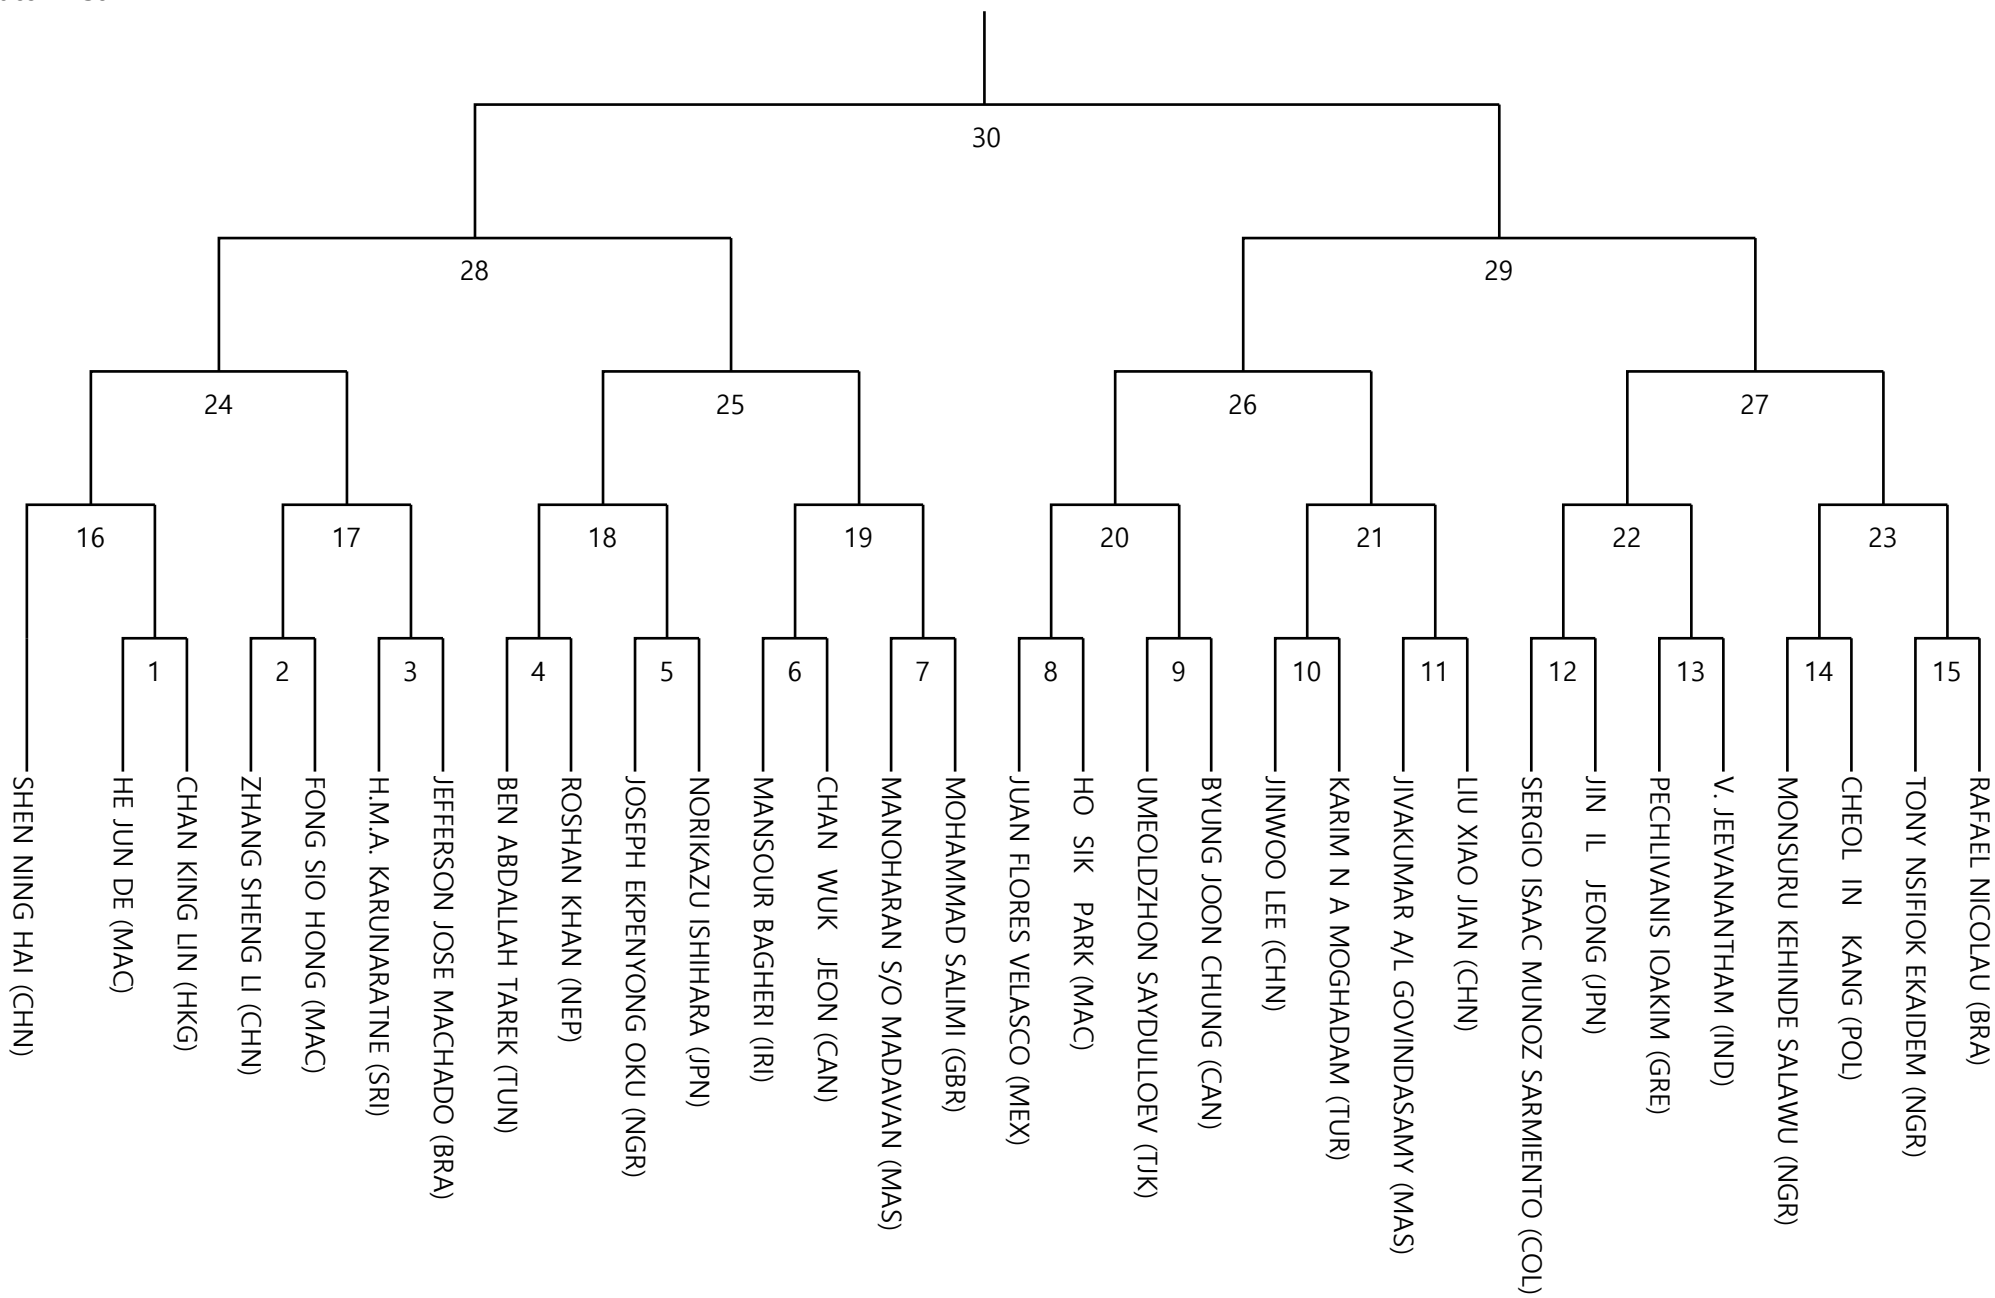 30
28
29
24
25
26
27
16
17
18
19
20
21
22
23
1
2
3
4
5
6
7
8
9
10
11
12
13
14
15
SHEN NING HAI (CHN)
HE JUN DE (MAC)
CHAN KING LIN (HKG)
ZHANG SHENG LI (CHN)
FONG SIO HONG (MAC)
H.M.A. KARUNARATNE (SRI)
JEFFERSON JOSE MACHADO (BRA)
BEN ABDALLAH TAREK (TUN)
ROSHAN KHAN (NEP)
JOSEPH EKPENYONG OKU (NGR)
NORIKAZU ISHIHARA (JPN)
MANSOUR BAGHERI (IRI)
CHAN WUK JEON (CAN)
MANOHARAN S/O MADAVAN (MAS)
MOHAMMAD SALIMI (GBR)
JUAN FLORES VELASCO (MEX)
HO SIK PARK (MAC)
UMEOLDZHON SAYDULLOEV (TJK)
BYUNG JOON CHUNG (CAN)
JINWOO LEE (CHN)
KARIM N A MOGHADAM (TUR)
JIVAKUMAR A/L GOVINDASAMY (MAS)
LIU XIAO JIAN (CHN)
SERGIO ISAAC MUNOZ SARMIENTO (COL)
JIN IL JEONG (JPN)
PECHLIVANIS IOAKIM (GRE)
V. JEEVANANTHAM (IND)
MONSURU KEHINDE SALAWU (NGR)
CHEOL IN KANG (POL)
TONY NSIFIOK EKAIDEM (NGR)
RAFAEL NICOLAU (BRA)